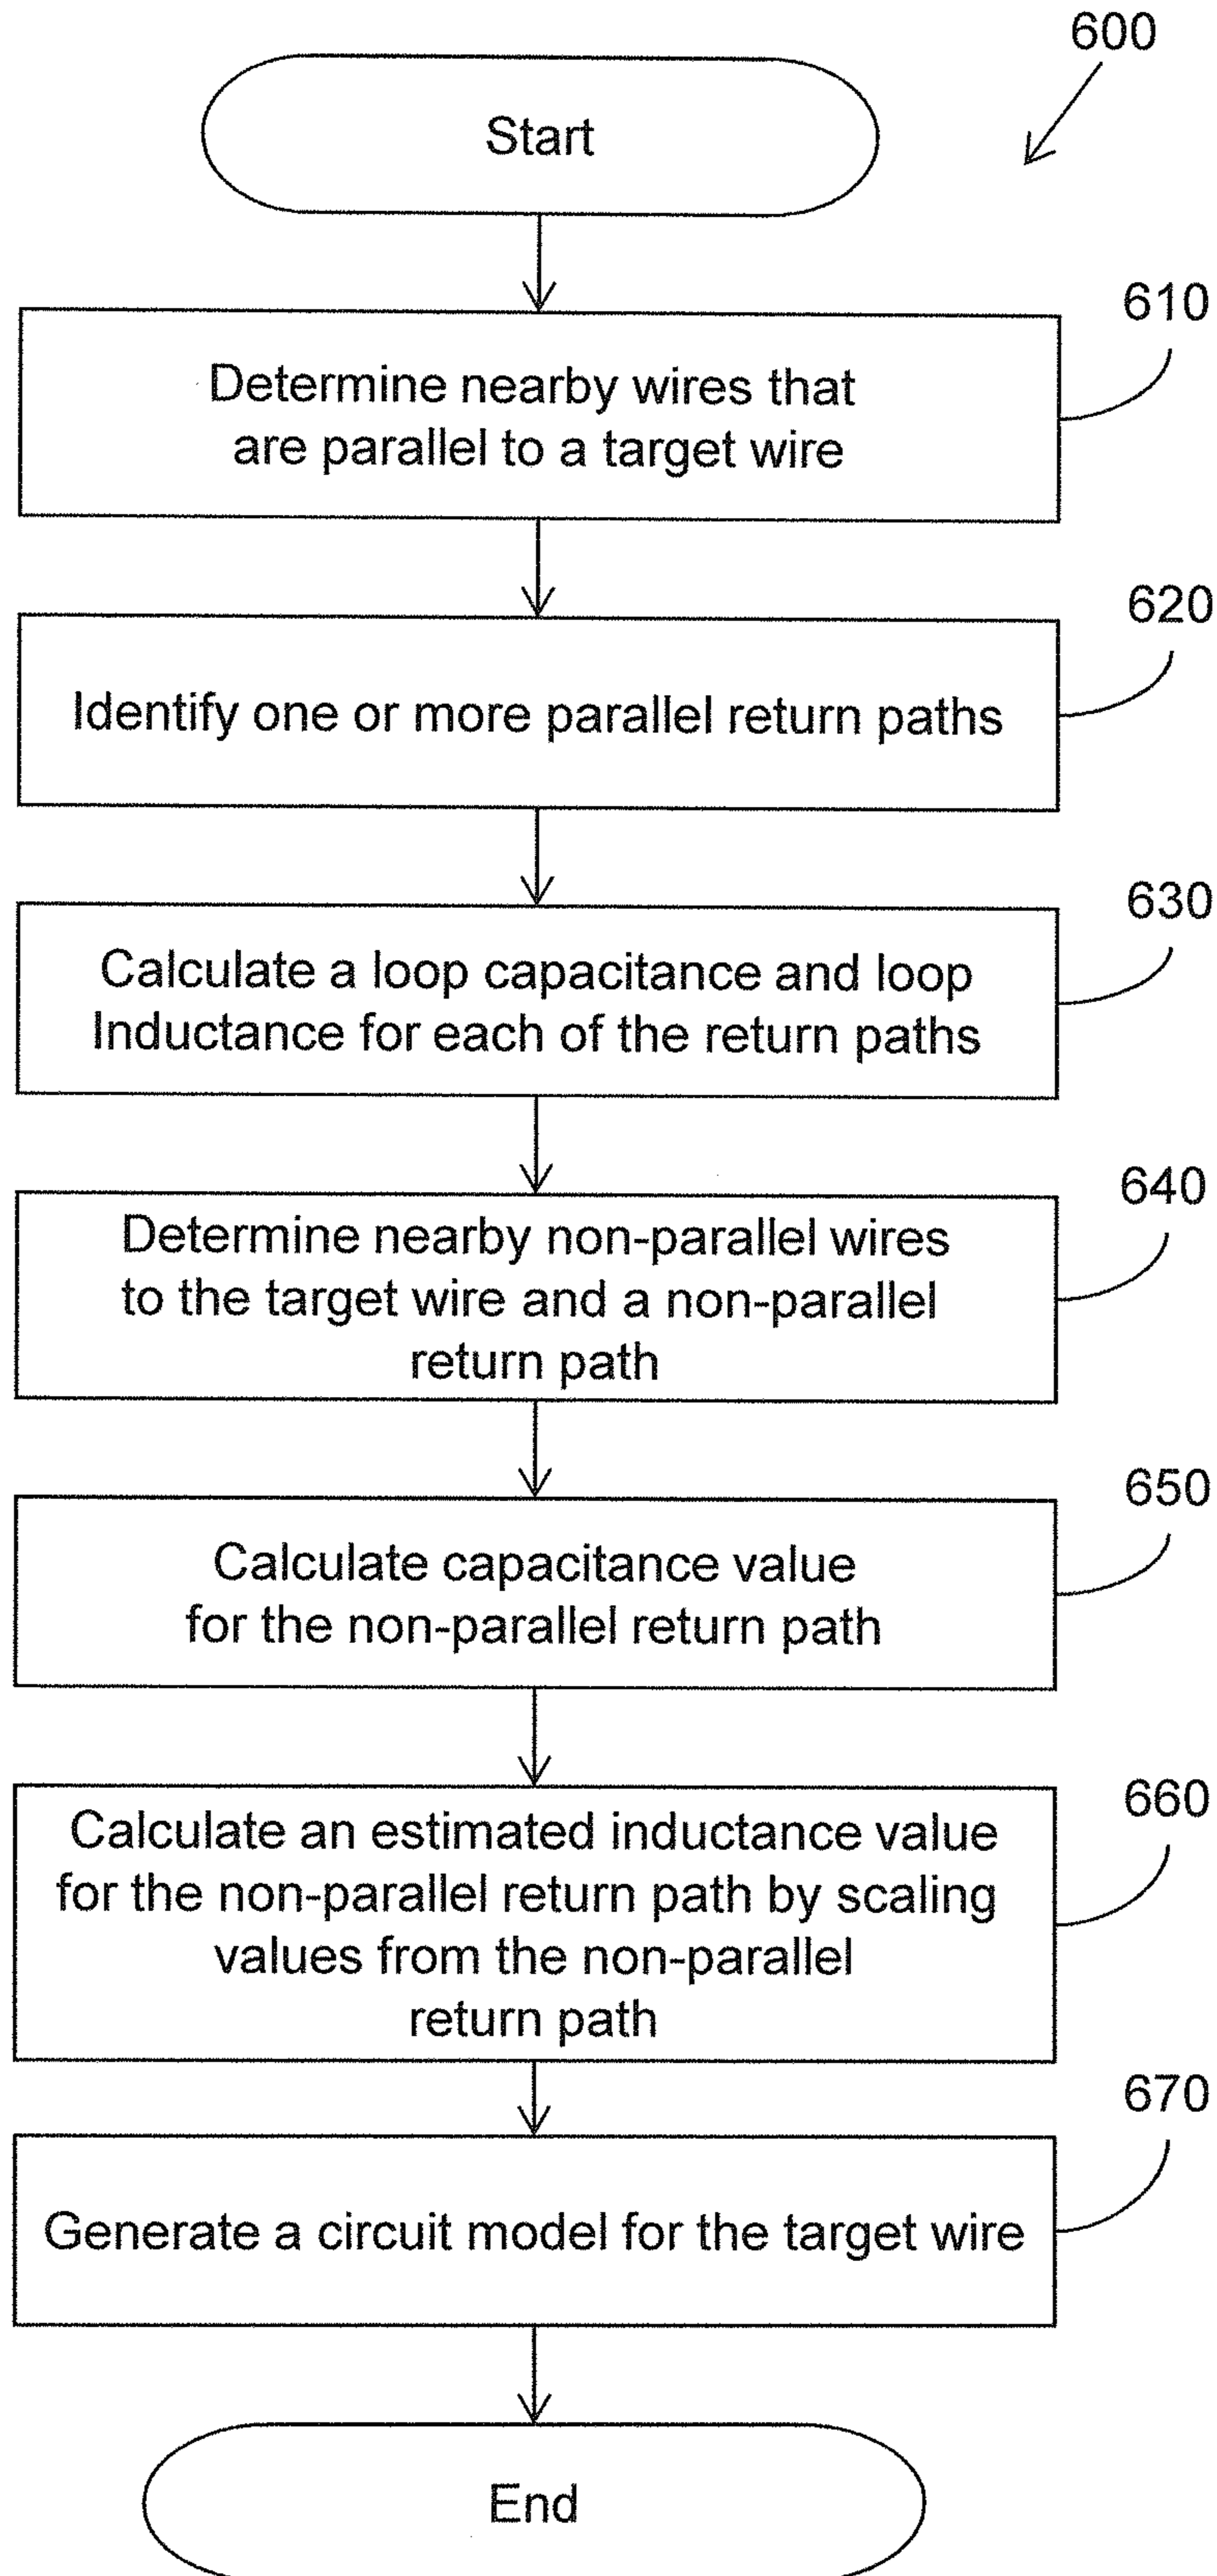 600
Start
610
Determine nearby wires that
are parallel to a target wire
620
Identify one or more parallel return paths
630
Calculate a loop capacitance and loop
Inductance for each of the return paths
640
Determine nearby non-parallel wires
to the target wire and a non-parallel
return path
650
Calculate capacitance value
for the non-parallel return path
660
Calculate an estimated inductance value
for the non-parallel return path by scaling
values from the non-parallel
return path
670
Generate a circuit model for the target wire
End